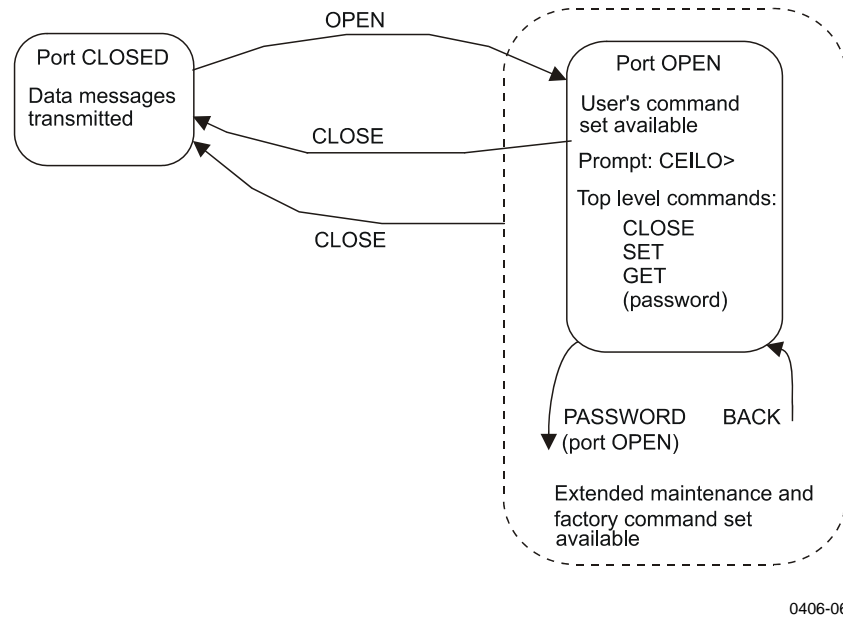 OPEN
Port CLOSED
Data messages
transmitted
CLOSE
CLOSE
Port OPEN
User's command
set available
Prompt: CEILO>
Top level commands:
CLOSE
SET
GET
(password)
PASSWORD
(port OPEN)
BACK
Extended maintenance and
factory command set
available
0406-06